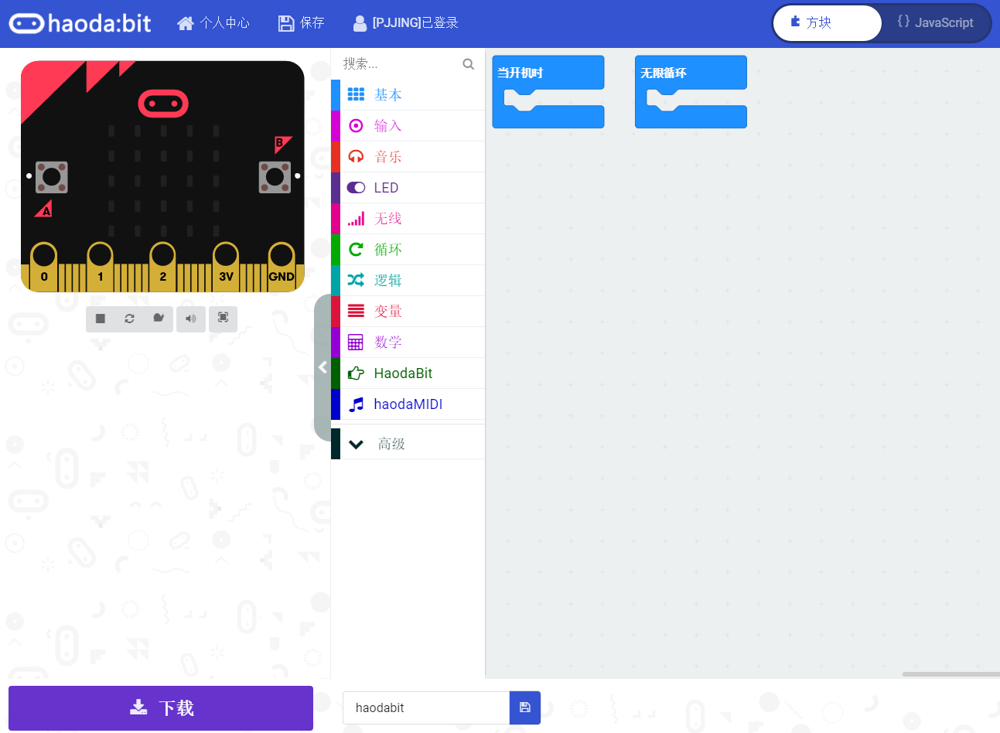 haoda:bit
个人中心
保存
[PJJING]已登录
方块
{} JavaScript
B
A
0
1
2
3V
GND
搜索...
基本
输入
音乐
LED
无线
循环
逻辑
变量
数学
HaodaBit
haodaMIDI
高级
当开机时
无限循环
下载
haodabit